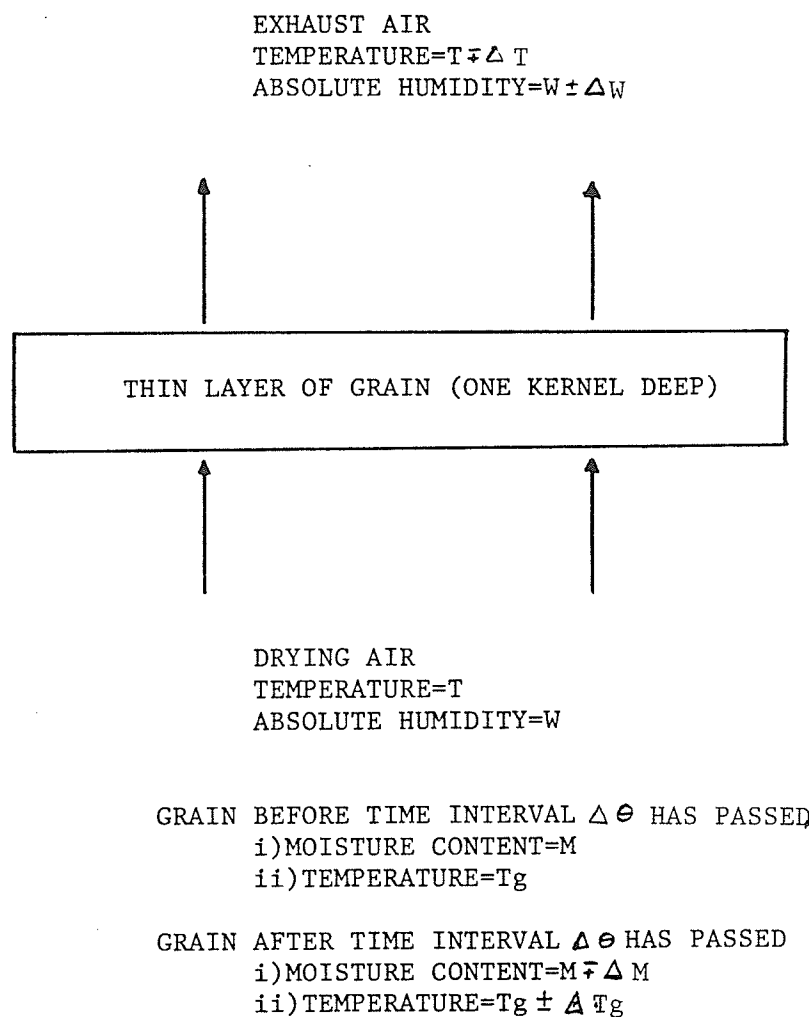 EXHAUST AIR
TEMPERATURE=T∓ΔT
ABSOLUTE HUMIDITY=W±ΔW
THIN LAYER OF GRAIN (ONE KERNEL DEEP)
DRYING AIR
TEMPERATURE=T
ABSOLUTE HUMIDITY=W
GRAIN BEFORE TIME INTERVAL Δθ HAS PASSED
i)MOISTURE CONTENT=M
ii)TEMPERATURE=Tg
GRAIN AFTER TIME INTERVAL Δθ HAS PASSED
i)MOISTURE CONTENT=M∓ΔM
ii)TEMPERATURE=Tg±ΔTg